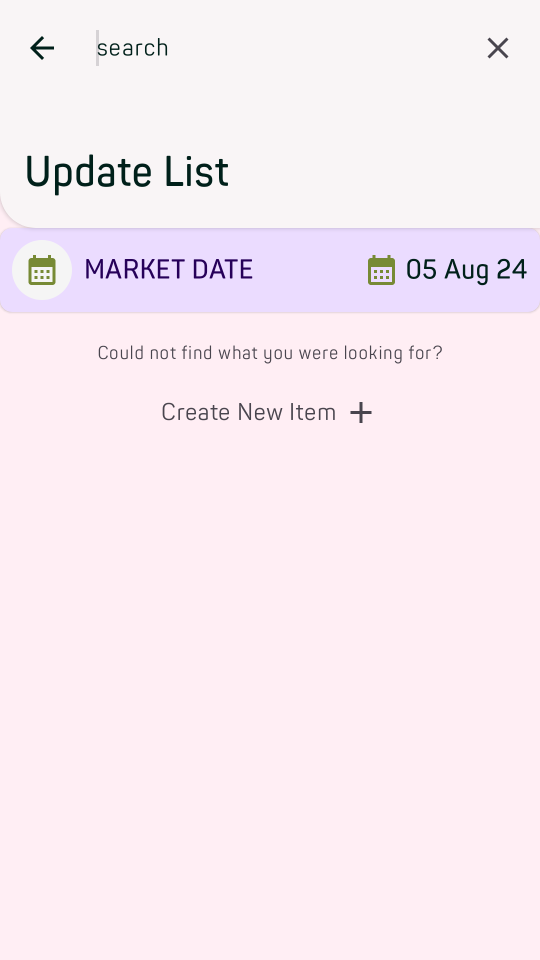 search
Update List
MARKET DATE 05 Aug 24
Could not find what you were looking for?
Create New Item